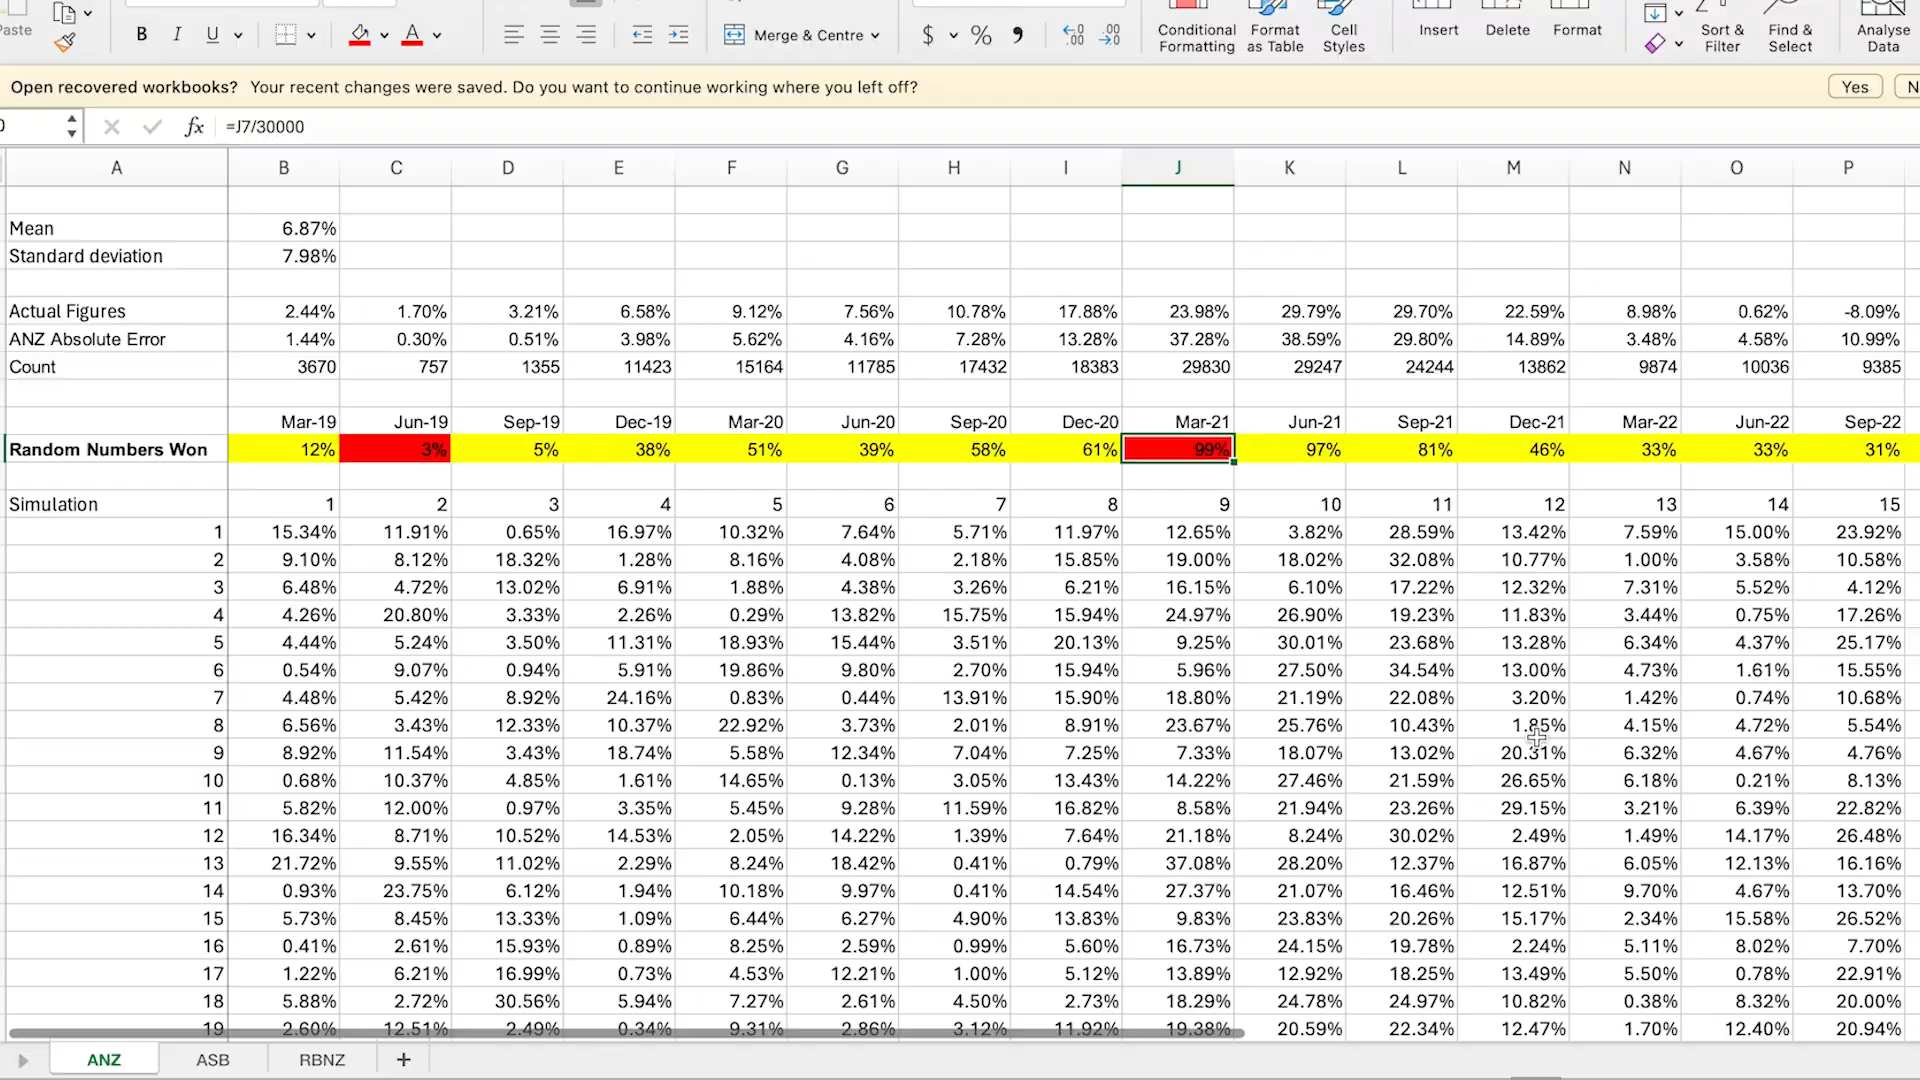 Paste
B I U
Merge & Centre
$ %
Conditional Formatting
Format as Table
Cell Styles
Insert
Delete
Format
Sort & Filter
Find & Select
Analyse Data
Open recovered workbooks? Your recent changes were saved. Do you want to continue working where you left off? Yes
fx =J7/30000
A B C D E F G H I J K L M N O P
Mean 6.87%
Standard deviation 7.98%
Actual Figures 2.44% 1.70% 3.21% 6.58% 9.12% 7.56% 10.78% 17.88% 23.98% 29.79% 29.70% 22.59% 8.98% 0.62% -8.09%
ANZ Absolute Error 1.44% 0.30% 0.51% 3.98% 5.62% 4.16% 7.28% 13.28% 37.28% 38.59% 29.80% 14.89% 3.48% 4.58% 10.99%
Count 3670 757 1355 11423 15164 11785 17432 18383 29830 29247 24244 13862 9874 10036 9385
Mar-19 Jun-19 Sep-19 Dec-19 Mar-20 Jun-20 Sep-20 Dec-20 Mar-21 Jun-21 Sep-21 Dec-21 Mar-22 Jun-22 Sep-22
Random Numbers Won 12% 3% 5% 38% 51% 39% 58% 61% 99% 97% 81% 46% 33% 33% 31%
Simulation 1 2 3 4 5 6 7 8 9 10 11 12 13 14 15
1 15.34% 11.91% 0.65% 16.97% 10.32% 7.64% 5.71% 11.97% 12.65% 3.82% 28.59% 13.42% 7.59% 15.00% 23.92%
2 9.10% 8.12% 18.32% 1.28% 8.16% 4.08% 2.18% 15.85% 19.00% 18.02% 32.08% 10.77% 1.00% 3.58% 10.58%
3 6.48% 4.72% 13.02% 6.91% 1.88% 4.38% 3.26% 6.21% 16.15% 6.10% 17.22% 12.32% 7.31% 5.52% 4.12%
4 4.26% 20.80% 3.33% 2.26% 0.29% 13.82% 15.75% 15.94% 24.97% 26.90% 19.23% 11.83% 3.44% 0.75% 17.26%
5 4.44% 5.24% 3.50% 11.31% 18.93% 15.44% 3.51% 20.13% 9.25% 30.01% 23.68% 13.28% 6.34% 4.37% 25.17%
6 0.54% 9.07% 0.94% 5.91% 19.86% 9.80% 2.70% 15.94% 5.96% 27.50% 34.54% 13.00% 4.73% 1.61% 15.55%
7 4.48% 5.42% 8.92% 24.16% 0.83% 0.44% 13.91% 15.90% 18.80% 21.19% 22.08% 3.20% 1.42% 0.74% 10.68%
8 6.56% 3.43% 12.33% 10.37% 22.92% 3.73% 2.01% 8.91% 23.67% 25.76% 10.43% 1.85% 4.15% 4.72% 5.54%
9 8.92% 11.54% 3.43% 18.74% 5.58% 12.34% 7.04% 7.25% 7.33% 18.07% 13.02% 20.31% 6.32% 4.67% 4.76%
10 0.68% 10.37% 4.85% 1.61% 14.65% 0.13% 3.05% 13.43% 14.22% 27.46% 21.59% 26.65% 6.18% 0.21% 8.13%
11 5.82% 12.00% 0.97% 3.35% 5.45% 9.28% 11.59% 16.82% 8.58% 21.94% 23.26% 29.15% 3.21% 6.39% 22.82%
12 16.34% 8.71% 10.52% 14.53% 2.05% 14.22% 1.39% 7.64% 21.18% 8.24% 30.02% 2.49% 1.49% 14.17% 26.48%
13 21.72% 9.55% 11.02% 2.29% 8.24% 18.42% 0.41% 0.79% 37.08% 28.20% 12.37% 16.87% 6.05% 12.13% 16.16%
14 0.93% 23.75% 6.12% 1.94% 10.18% 9.97% 0.41% 14.54% 27.37% 21.07% 16.46% 12.51% 9.70% 4.67% 13.70%
15 5.73% 8.45% 13.33% 1.09% 6.44% 6.27% 4.90% 13.83% 9.83% 23.83% 20.26% 15.17% 2.34% 15.58% 26.52%
16 0.41% 2.61% 15.93% 0.89% 8.25% 2.59% 0.99% 5.60% 16.73% 24.15% 19.78% 2.24% 5.11% 8.02% 7.70%
17 1.22% 6.21% 16.99% 0.73% 4.53% 12.21% 1.00% 5.12% 13.89% 12.92% 18.25% 13.49% 5.50% 0.78% 22.91%
18 5.88% 2.72% 30.56% 5.94% 7.27% 2.61% 4.50% 2.73% 18.29% 24.78% 24.97% 10.82% 0.38% 8.32% 20.00%
19 2.60% 12.51% 2.49% 0.34% 9.31% 2.86% 3.12% 11.92% 19.38% 20.59% 22.34% 12.47% 1.70% 12.40% 20.94%
ANZ ASB RBNZ +